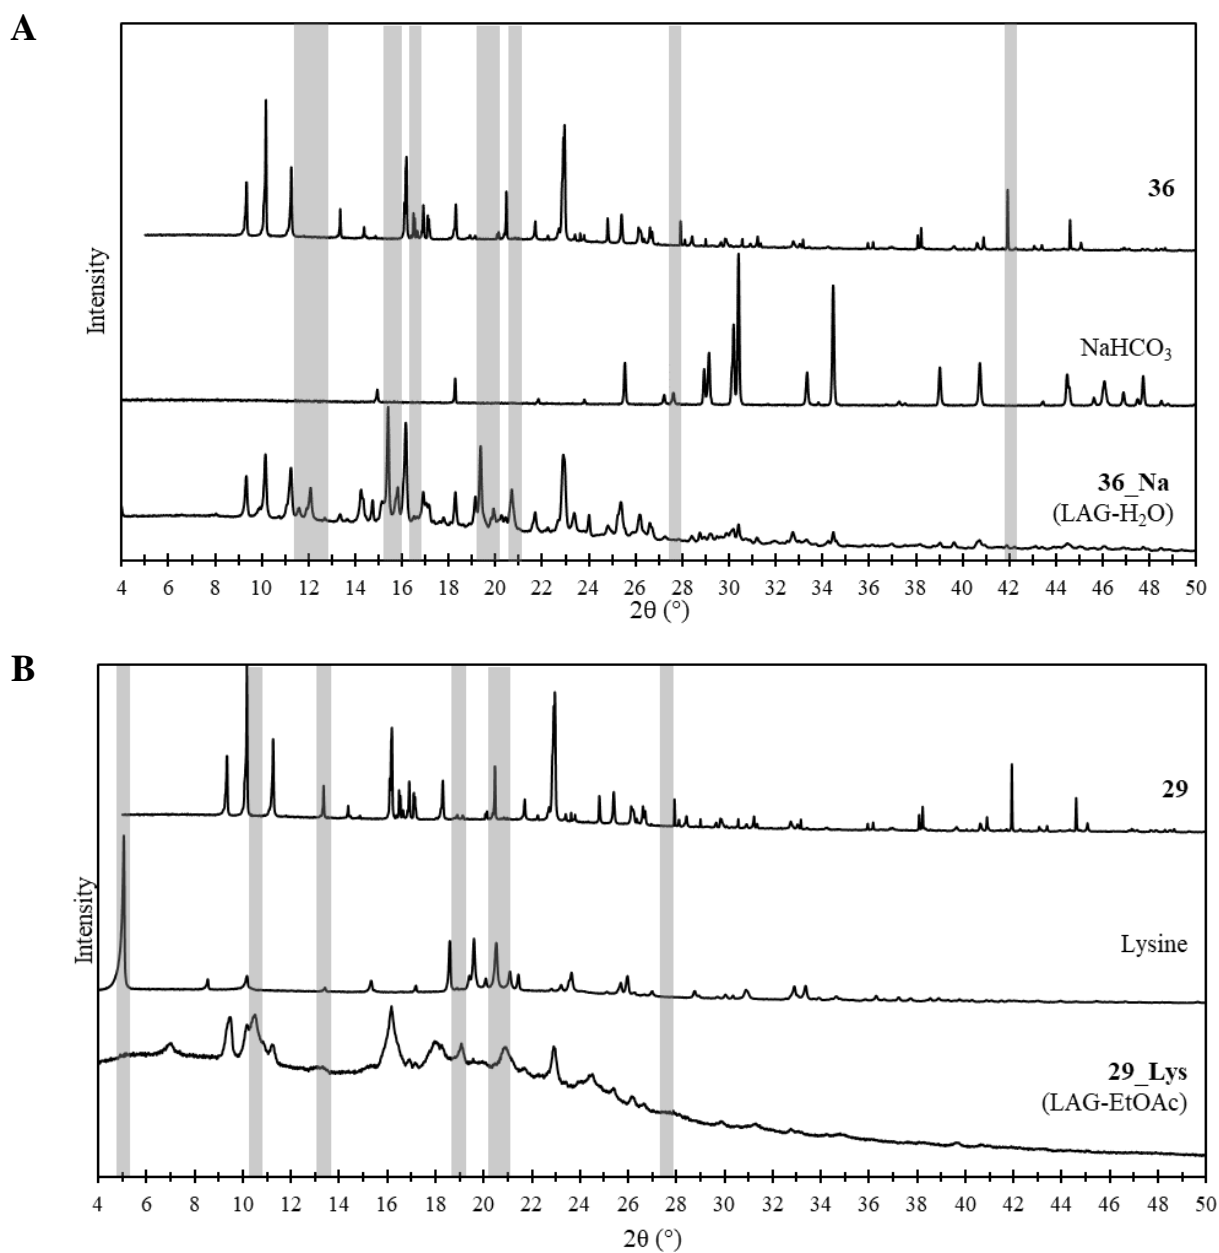 A
Intensity
36
NaHCO₃
36_Na
(LAG-H₂O)
4 6 8 10 12 14 16 18 20 22 24 26 28 30 32 34 36 38 40 42 44 46 48 50
2θ (°)
B
Intensity
29
Lysine
29_Lys
(LAG-EtOAc)
4 6 8 10 12 14 16 18 20 22 24 26 28 30 32 34 36 38 40 42 44 46 48 50
2θ (°)